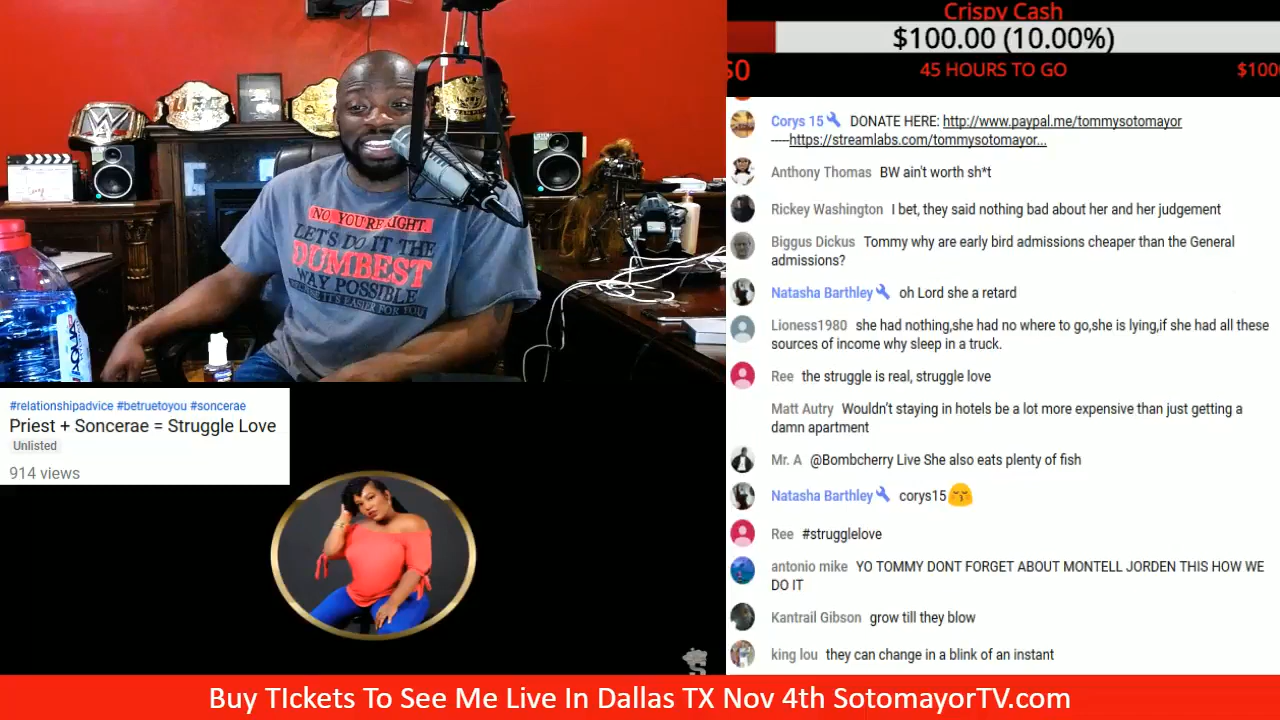 Crispy Cash
$100.00 (10.00%)
$0 45 HOURS TO GO $100
Corys 15 DONATE HERE: http://www.paypal.me/tommysotomayor
-----https://streamlabs.com/tommysotomayor...
Anthony Thomas BW ain't worth sh*t
Rickey Washington I bet, they said nothing bad about her and her judgement
Biggus Dickus Tommy why are early bird admissions cheaper than the General
admissions?
Natasha Barthley oh Lord she a retard
Lioness1980 she had nothing,she had no where to go,she is lying,if she had all these
sources of income why sleep in a truck.
Ree the struggle is real, struggle love
Matt Autry Wouldn't staying in hotels be a lot more expensive than just getting a
damn apartment
Mr. A @Bombcherry Live She also eats plenty of fish
Natasha Barthley corys15
Ree #strugglelove
antonio mike YO TOMMY DONT FORGET ABOUT MONTELL JORDEN THIS HOW WE
DO IT
Kantrail Gibson grow till they blow
king lou they can change in a blink of an instant
NO, YOU'RE RIGHT.
LET'S DO IT THE
DUMBEST
WAY POSSIBLE
BECAUSE IT'S EASIER FOR YOU
#relationshipadvice #betruetoyou #soncerae
Priest + Soncerae = Struggle Love
Unlisted
914 views
Buy TIckets To See Me Live In Dallas TX Nov 4th SotomayorTV.com